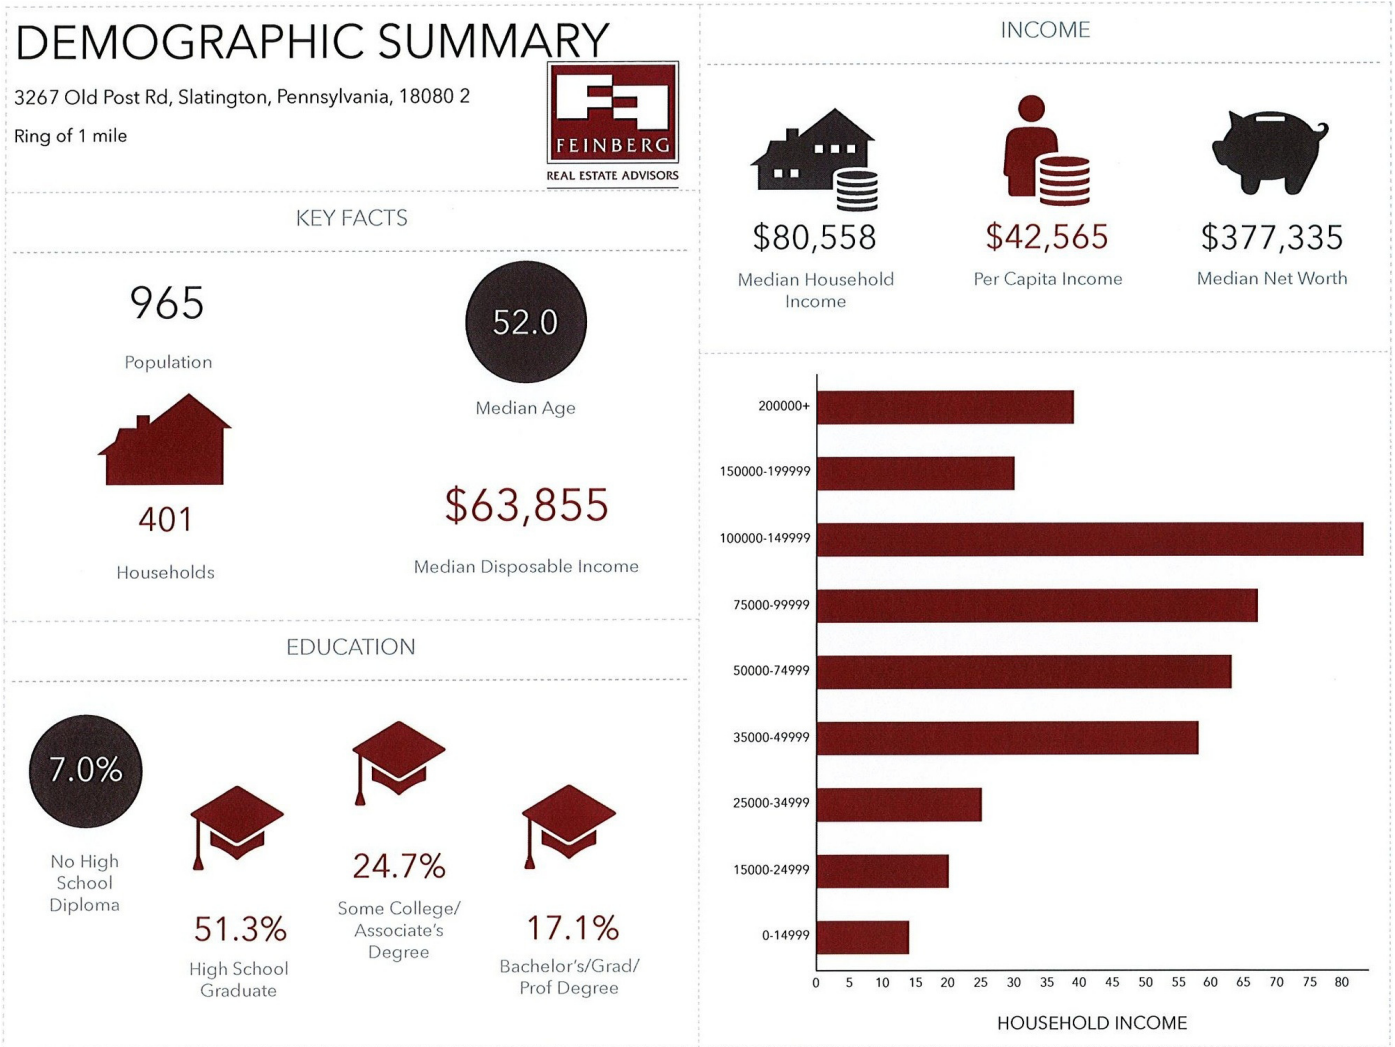 DEMOGRAPHIC SUMMARY
3267 Old Post Rd, Slatington, Pennsylvania, 18080 2
Ring of 1 mile
FEINBERG
REAL ESTATE ADVISORS
KEY FACTS
965
Population
52.0
Median Age
401
Households
$63,855
Median Disposable Income
EDUCATION
7.0%
No High
School
Diploma
51.3%
High School
Graduate
24.7%
Some College/
Associate's
Degree
17.1%
Bachelor's/Grad/
Prof Degree
INCOME
$80,558
Median Household
Income
$42,565
Per Capita Income
$377,335
Median Net Worth
200000+
150000-199999
100000-149999
75000-99999
50000-74999
35000-49999
25000-34999
15000-24999
0-14999
0 5 10 15 20 25 30 35 40 45 50 55 60 65 70 75 80
HOUSEHOLD INCOME